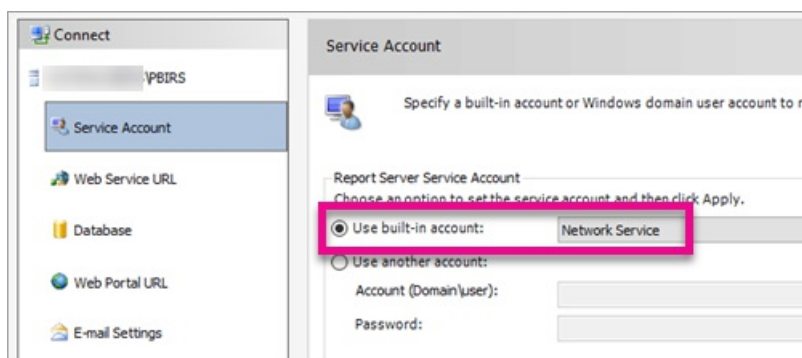 Connect
\PBIRS
Service Account
Web Service URL
Database
Web Portal URL
E-mail Settings
Service Account
Specify a built-in account or Windows domain user account to
Report Server Service Account
Choose an option to set the service account and then click Apply.
Use built-in account: Network Service
Use another account:
Account (Domain\user):
Password: